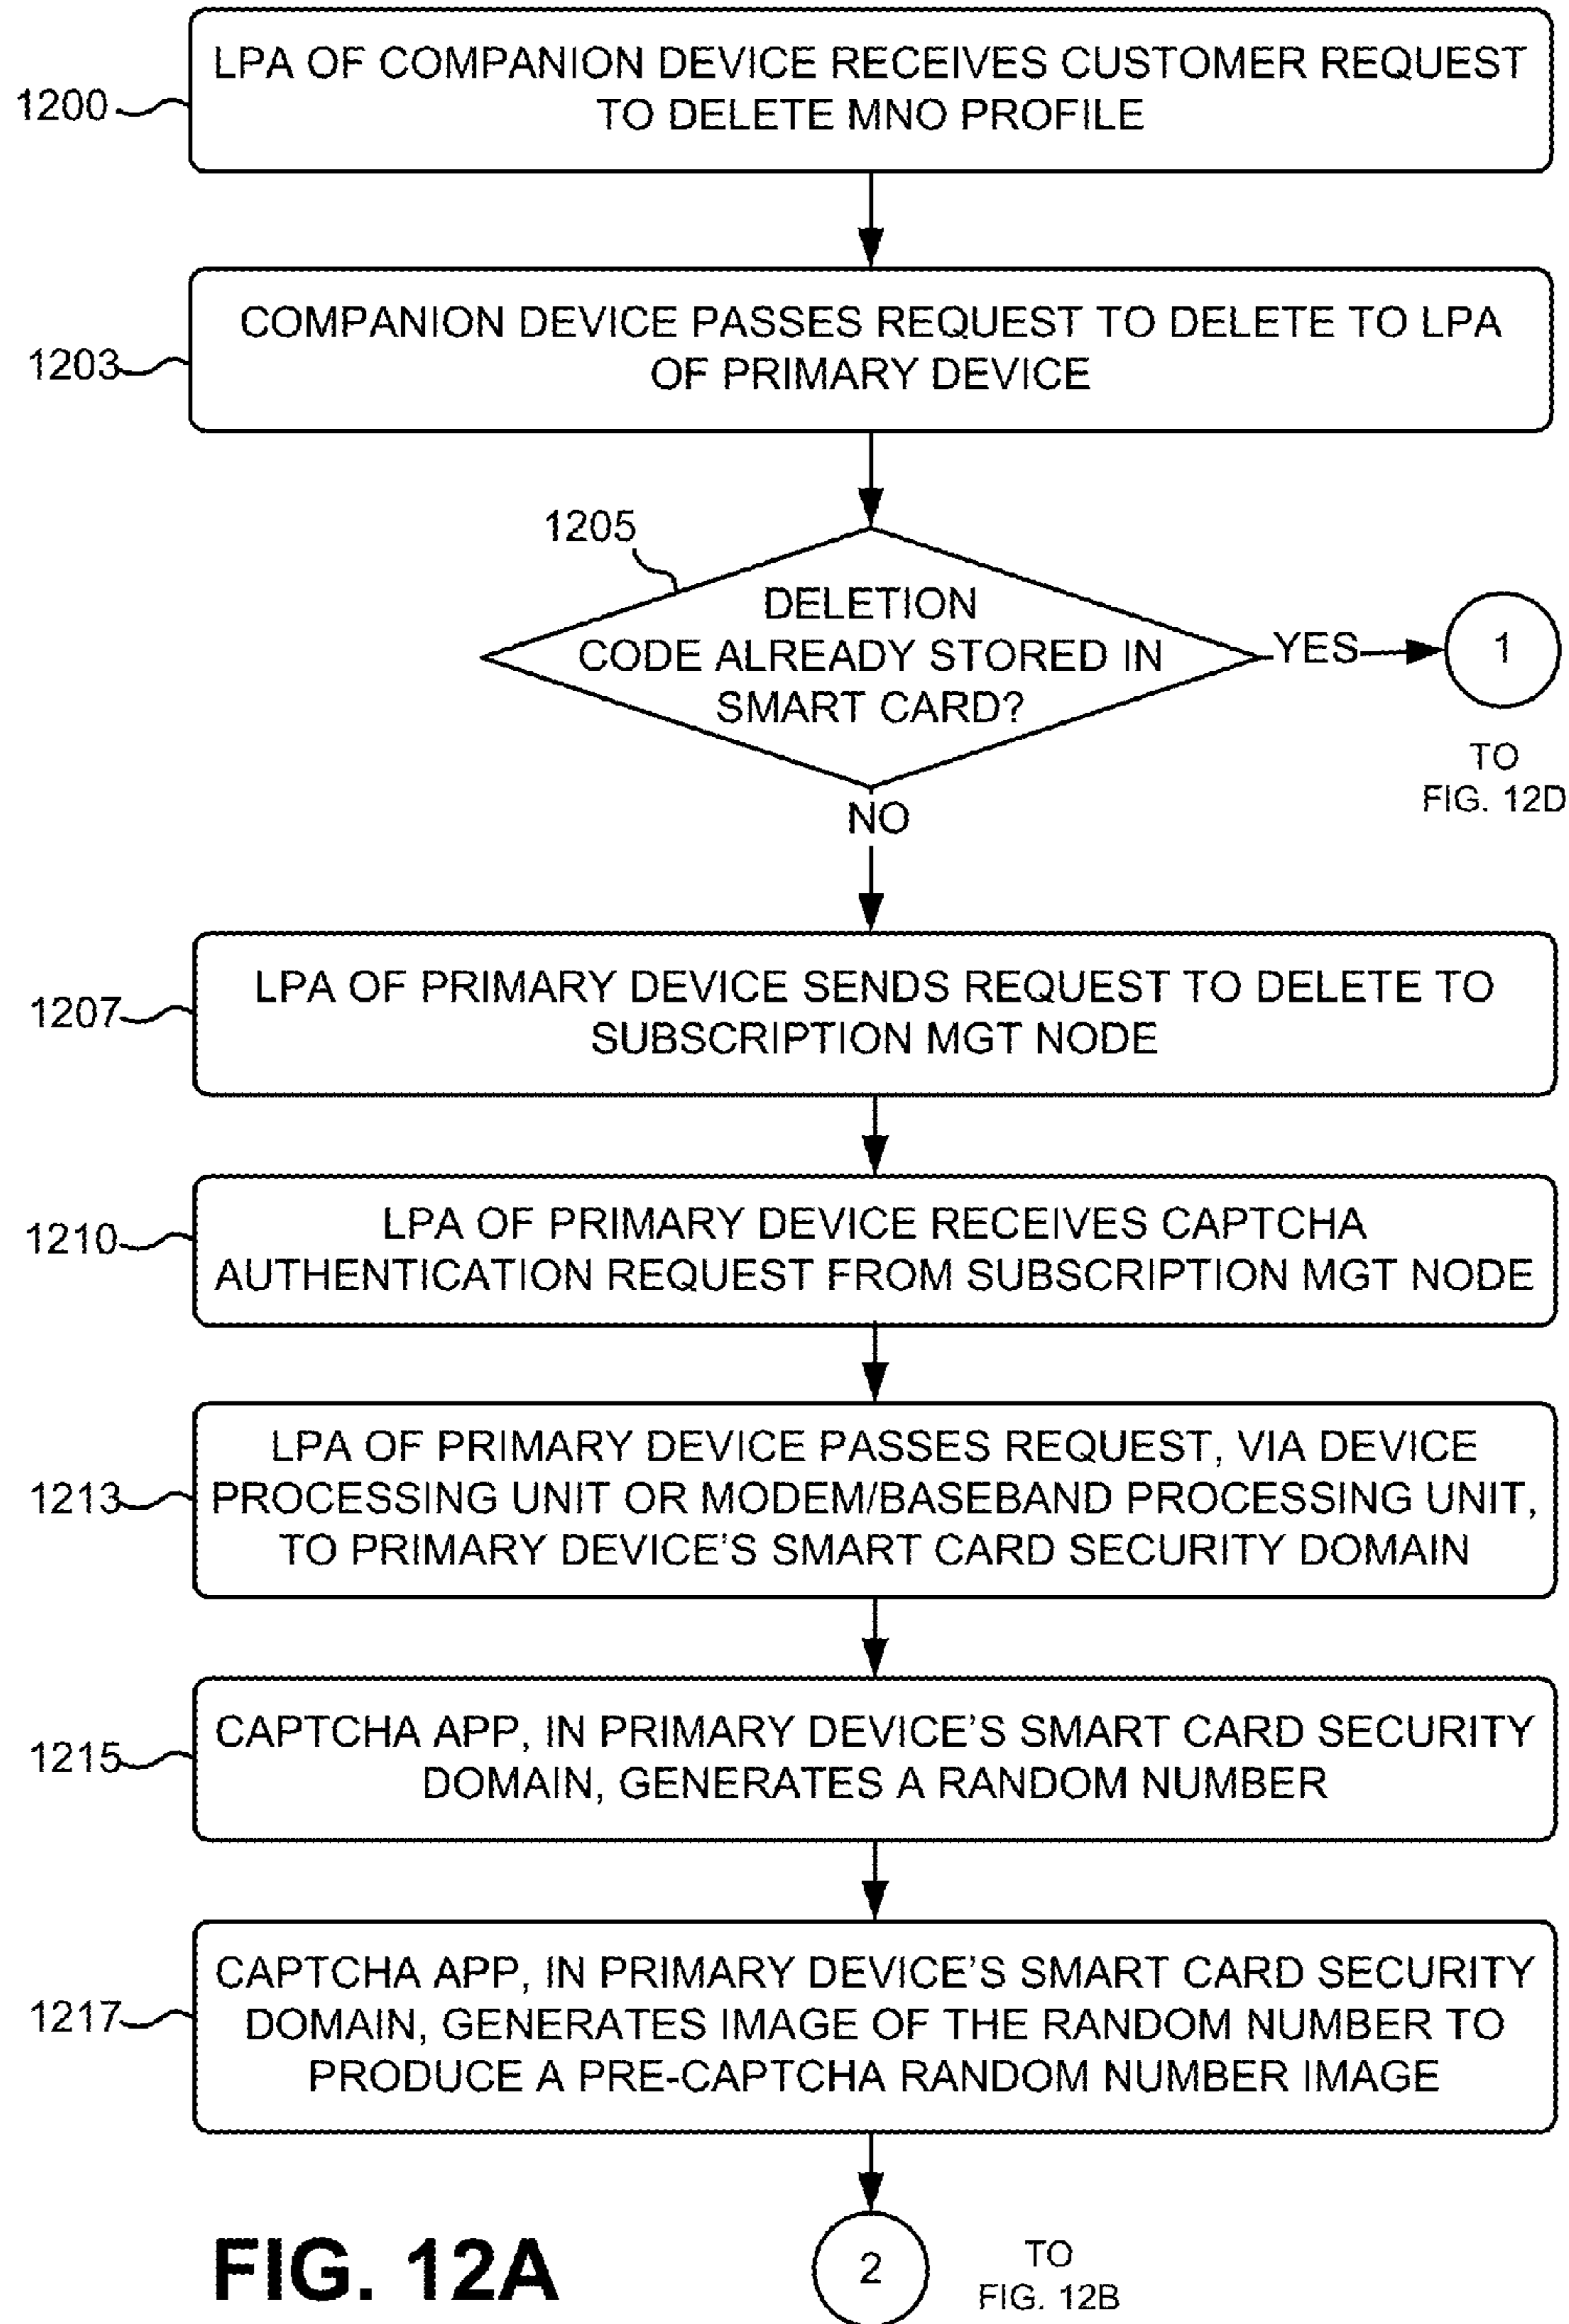 1200
LPA OF COMPANION DEVICE RECEIVES CUSTOMER REQUEST
TO DELETE MNO PROFILE
1203
COMPANION DEVICE PASSES REQUEST TO DELETE TO LPA
OF PRIMARY DEVICE
1205
DELETION
CODE ALREADY STORED IN
SMART CARD?
YES
1
TO
FIG. 12D
NO
1207
LPA OF PRIMARY DEVICE SENDS REQUEST TO DELETE TO
SUBSCRIPTION MGT NODE
1210
LPA OF PRIMARY DEVICE RECEIVES CAPTCHA
AUTHENTICATION REQUEST FROM SUBSCRIPTION MGT NODE
1213
LPA OF PRIMARY DEVICE PASSES REQUEST, VIA DEVICE
PROCESSING UNIT OR MODEM/BASEBAND PROCESSING UNIT,
TO PRIMARY DEVICE'S SMART CARD SECURITY DOMAIN
1215
CAPTCHA APP, IN PRIMARY DEVICE'S SMART CARD SECURITY
DOMAIN, GENERATES A RANDOM NUMBER
1217
CAPTCHA APP, IN PRIMARY DEVICE'S SMART CARD SECURITY
DOMAIN, GENERATES IMAGE OF THE RANDOM NUMBER TO
PRODUCE A PRE-CAPTCHA RANDOM NUMBER IMAGE
FIG. 12A
2
TO
FIG. 12B